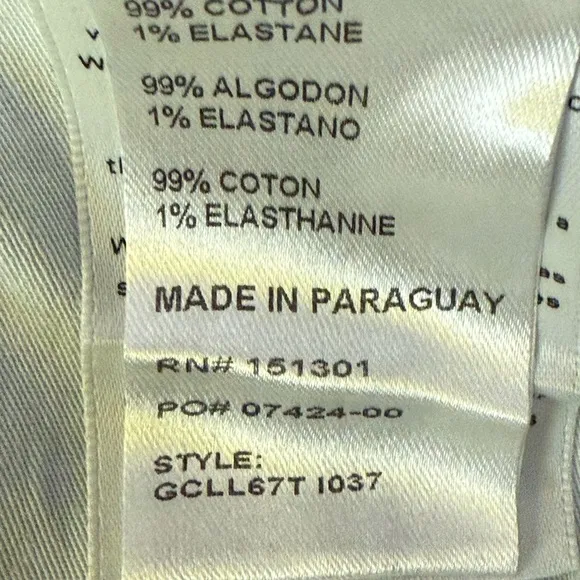 99% COTTON
1% ELASTANE
99% ALGODON
1% ELASTANO
99% COTON
1% ELASTHANNE
MADE IN PARAGUAY
RN# 151301
PO# 07424-00
STYLE:
GCLL67T 1037